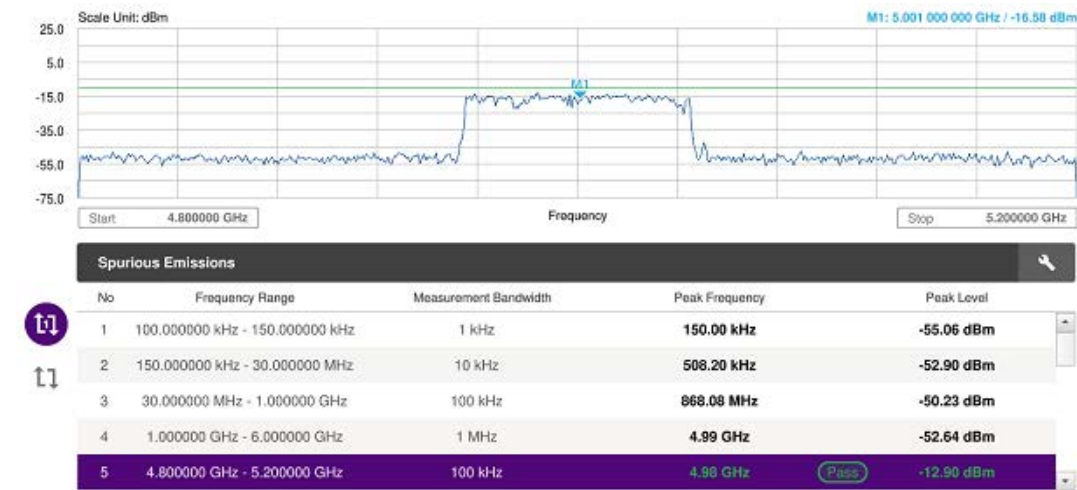 Scale Unit: dBm
M1: 5.001 000 000 GHz / -16.58 dBm
25.0
5.0
-15.0
-35.0
-55.0
-75.0
M1
Start 4.800000 GHz
Frequency
Stop 5.200000 GHz
Spurious Emissions
No Frequency Range Measurement Bandwidth Peak Frequency Peak Level
1 100.000000 kHz - 150.000000 kHz 1 kHz 150.00 kHz -55.06 dBm
2 150.000000 kHz - 30.000000 MHz 10 kHz 508.20 kHz -52.90 dBm
3 30.000000 MHz - 1.000000 GHz 100 kHz 868.08 MHz -50.23 dBm
4 1.000000 GHz - 6.000000 GHz 1 MHz 4.99 GHz -52.64 dBm
5 4.800000 GHz - 5.200000 GHz 100 kHz 4.98 GHz Pass -12.90 dBm